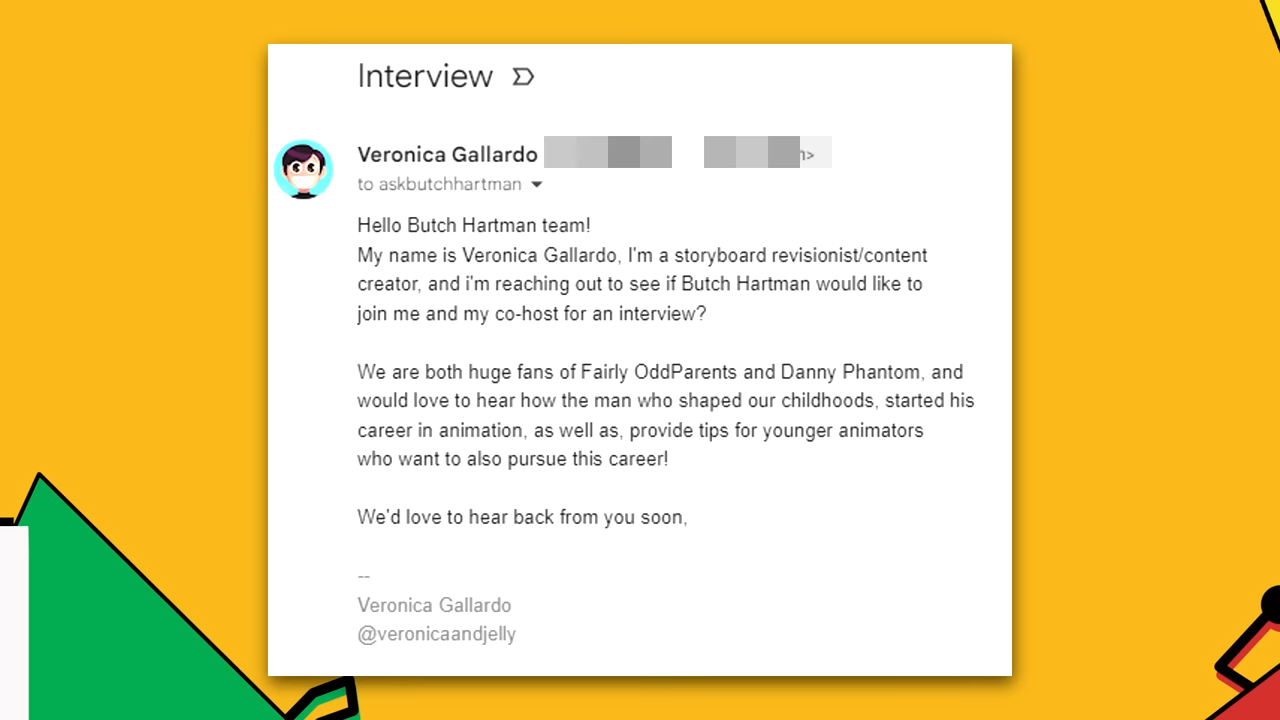 Interview
Veronica Gallardo
to askbutchhartman
Hello Butch Hartman team!
My name is Veronica Gallardo, I'm a storyboard revisionist/content
creator, and i'm reaching out to see if Butch Hartman would like to
join me and my co-host for an interview?
We are both huge fans of Fairly OddParents and Danny Phantom, and
would love to hear how the man who shaped our childhoods, started his
career in animation, as well as, provide tips for younger animators
who want to also pursue this career!
We'd love to hear back from you soon,
--
Veronica Gallardo
@veronicaandjelly